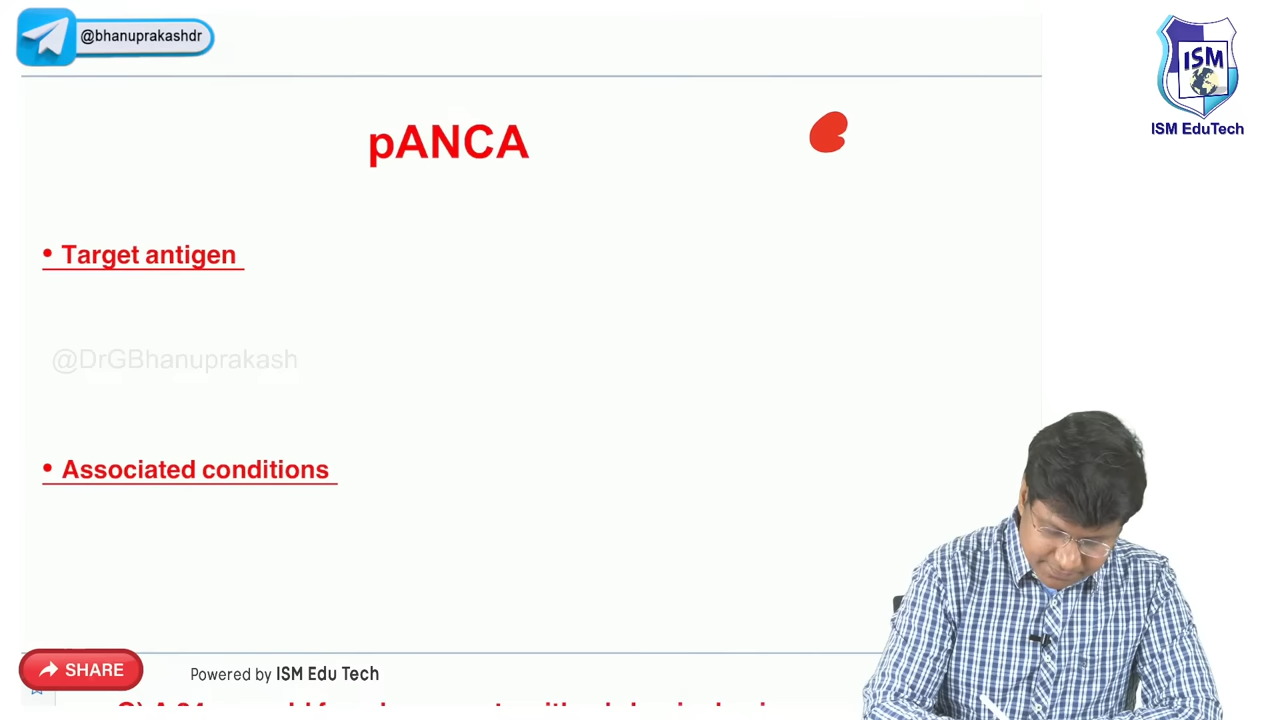 @bhanuprakashdr
ISM
ISM EduTech
pANCA
• Target antigen
@DrGBhanuprakash
• Associated conditions
SHARE
Powered by ISM Edu Tech